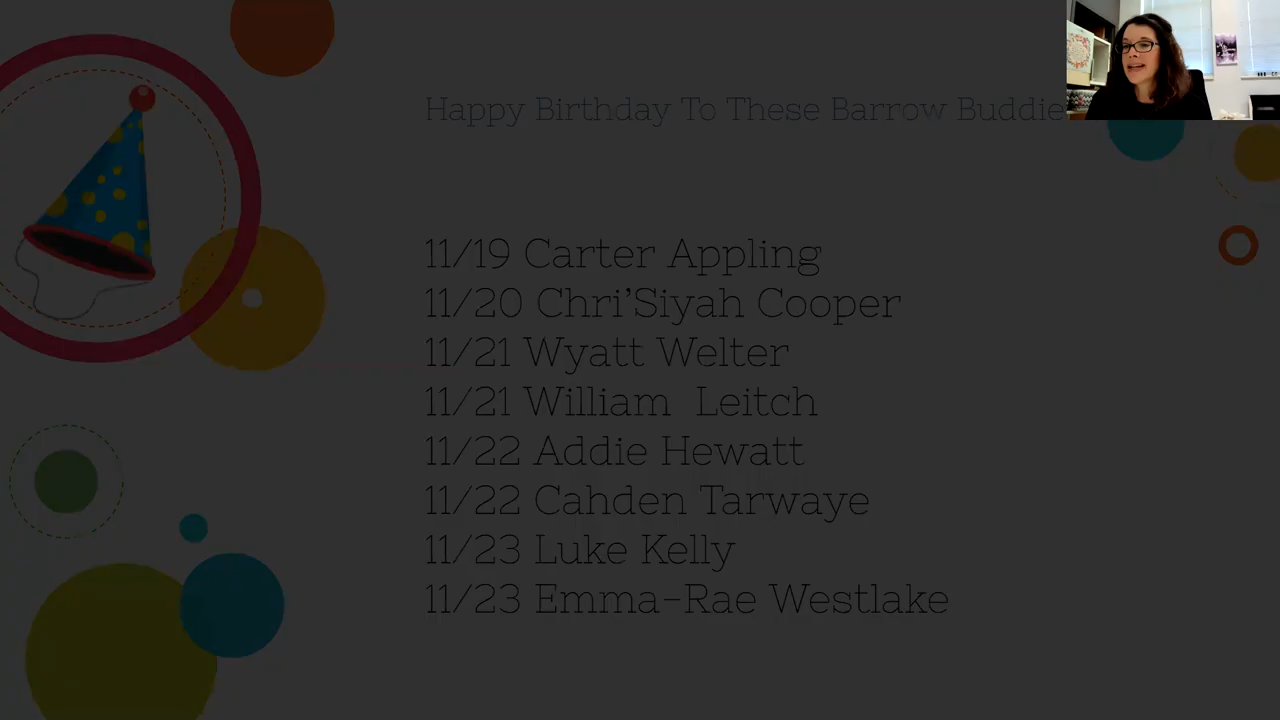 Happy Birthday To These Barrow Buddie
11/19 Carter Appling
11/20 Chri’Siyah Cooper
11/21 Wyatt Welter
11/21 William  Leitch
11/22 Addie Hewatt
11/22 Cahden Tarwaye
11/23 Luke Kelly
11/23 Emma-Rae Westlake